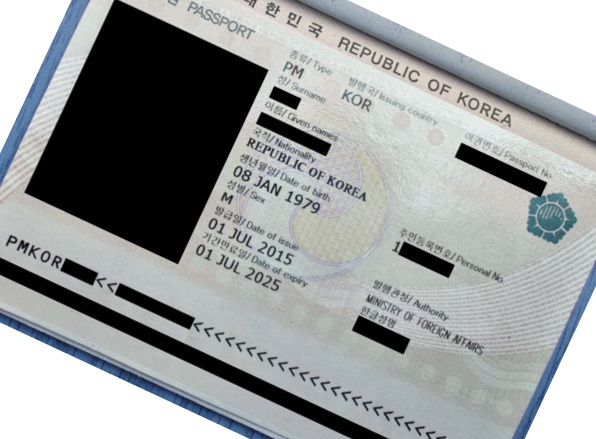 권 PASSPORT
대한민국 REPUBLIC OF KOREA
종류/ Type 발행국/ Issuing country 여권번호/ Passport No
PM KOR
성/ Surname
이름/ Given names
국적/ Nationality
REPUBLIC OF KOREA
생년월일/ Date of birth
08 JAN 1979
성별/ Sex 주민등록번호/ Personal No
M 1
발급일/ Date of issue 발행관청/ Authority
01 JUL 2015 MINISTRY OF FOREIGN AFFAIRS
기간만료일/ Date of expiry 한글성명
01 JUL 2025
PMKOR <<
<<<<<<<<<<<<<<<<<<<<<<<<